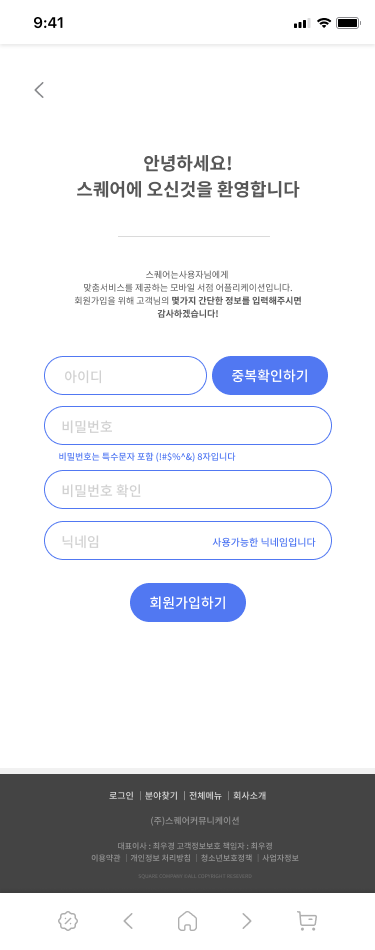 9:41
안녕하세요!
스퀘어에 오신것을 환영합니다
스퀘어는사용자님에게
맞춤서비스를 제공하는 모바일 서점 어플리케이션입니다.
회원가입을 위해 고객님의 몇가지 간단한 정보를 입력해주시면
감사하겠습니다!
아이디 중복확인하기
비밀번호
비밀번호는 특수문자 포함 (!#$%^&) 8자입니다
비밀번호 확인
닉네임 사용가능한 닉네임입니다
회원가입하기
로그인 | 분야찾기 | 전체메뉴 | 회사소개
(주)스퀘어커뮤니케이션
대표이사 : 최우경 고객정보보호 책임자 : 최우경
이용약관 | 개인정보 처리방침 | 청소년보호정책 | 사업자정보